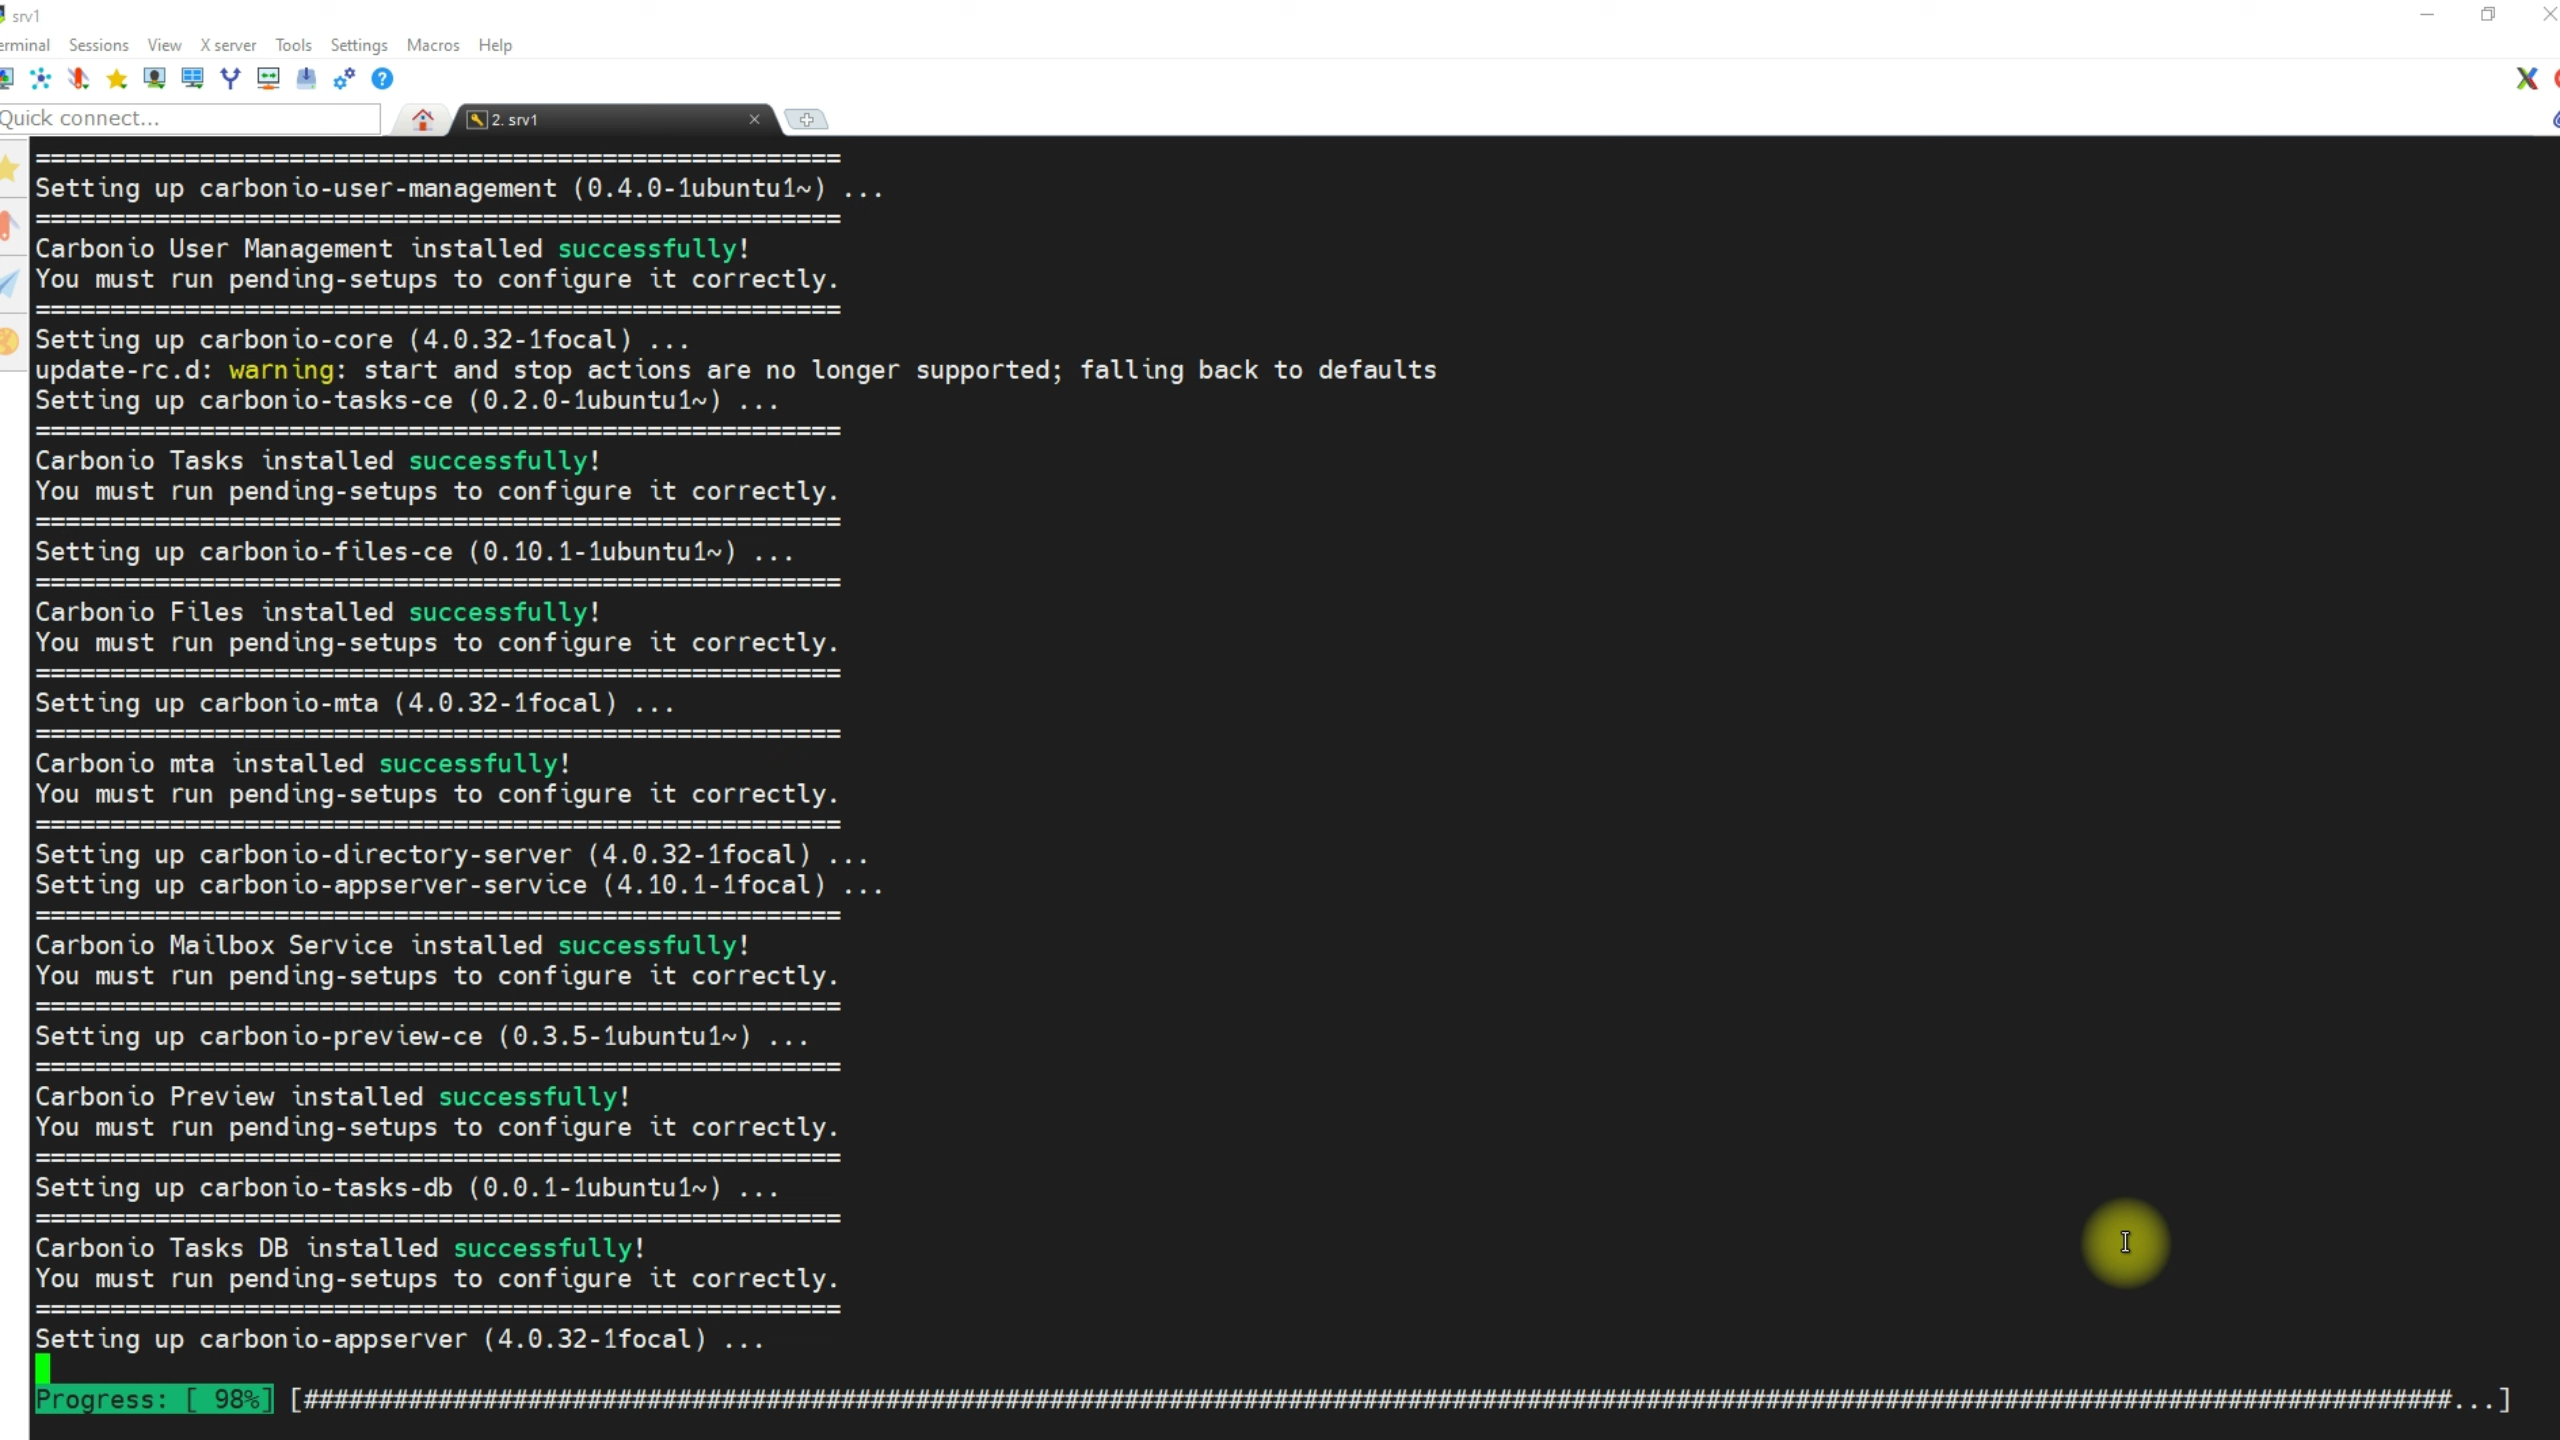 srv1
erminal Sessions View X server Tools Settings Macros Help
Quick connect...
2. srv1
======================================================
Setting up carbonio-user-management (0.4.0-1ubuntu1~) ...
======================================================
Carbonio User Management installed successfully!
You must run pending-setups to configure it correctly.
======================================================
Setting up carbonio-core (4.0.32-1focal) ...
update-rc.d: warning: start and stop actions are no longer supported; falling back to defaults
Setting up carbonio-tasks-ce (0.2.0-1ubuntu1~) ...
======================================================
Carbonio Tasks installed successfully!
You must run pending-setups to configure it correctly.
======================================================
Setting up carbonio-files-ce (0.10.1-1ubuntu1~) ...
======================================================
Carbonio Files installed successfully!
You must run pending-setups to configure it correctly.
======================================================
Setting up carbonio-mta (4.0.32-1focal) ...
======================================================
Carbonio mta installed successfully!
You must run pending-setups to configure it correctly.
======================================================
Setting up carbonio-directory-server (4.0.32-1focal) ...
Setting up carbonio-appserver-service (4.10.1-1focal) ...
======================================================
Carbonio Mailbox Service installed successfully!
You must run pending-setups to configure it correctly.
======================================================
Setting up carbonio-preview-ce (0.3.5-1ubuntu1~) ...
======================================================
Carbonio Preview installed successfully!
You must run pending-setups to configure it correctly.
======================================================
Setting up carbonio-tasks-db (0.0.1-1ubuntu1~) ...
======================================================
Carbonio Tasks DB installed successfully!
You must run pending-setups to configure it correctly.
======================================================
Setting up carbonio-appserver (4.0.32-1focal) ...
Progress: [ 98%] [################################################################################################################################################...]